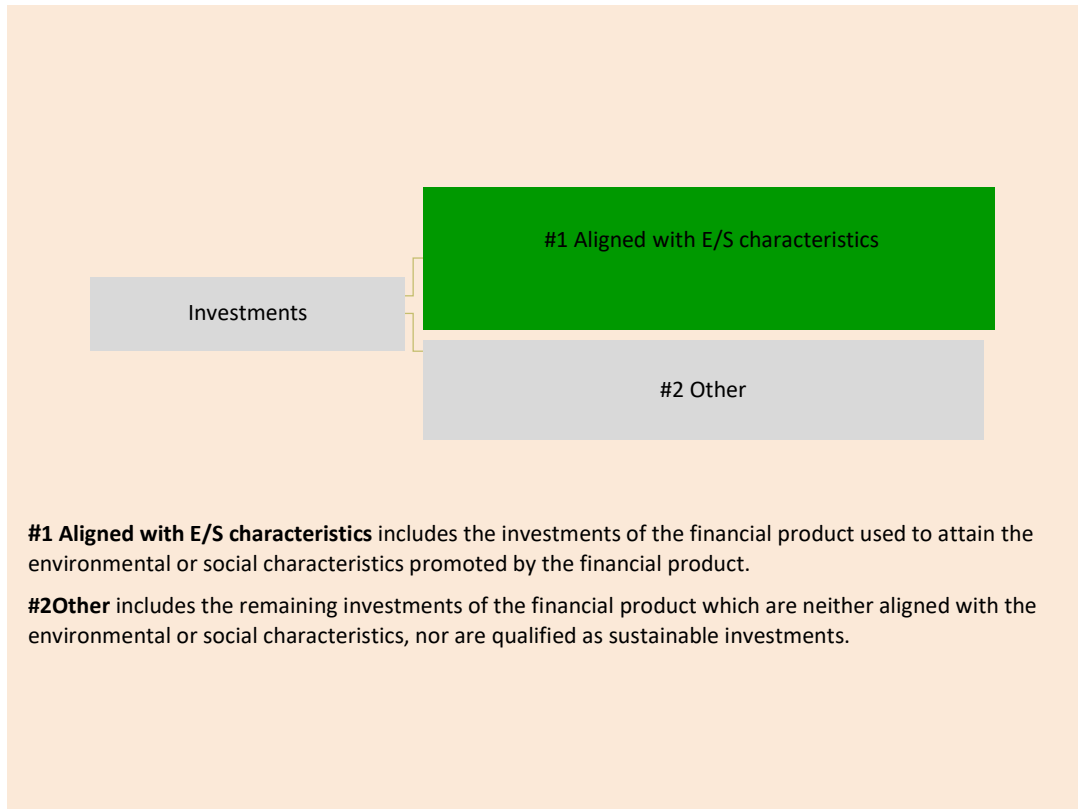 #1 Aligned with E/S characteristics
Investments
#2 Other
#1 Aligned with E/S characteristics includes the investments of the financial product used to attain the
environmental or social characteristics promoted by the financial product.
#2Other includes the remaining investments of the financial product which are neither aligned with the
environmental or social characteristics, nor are qualified as sustainable investments.